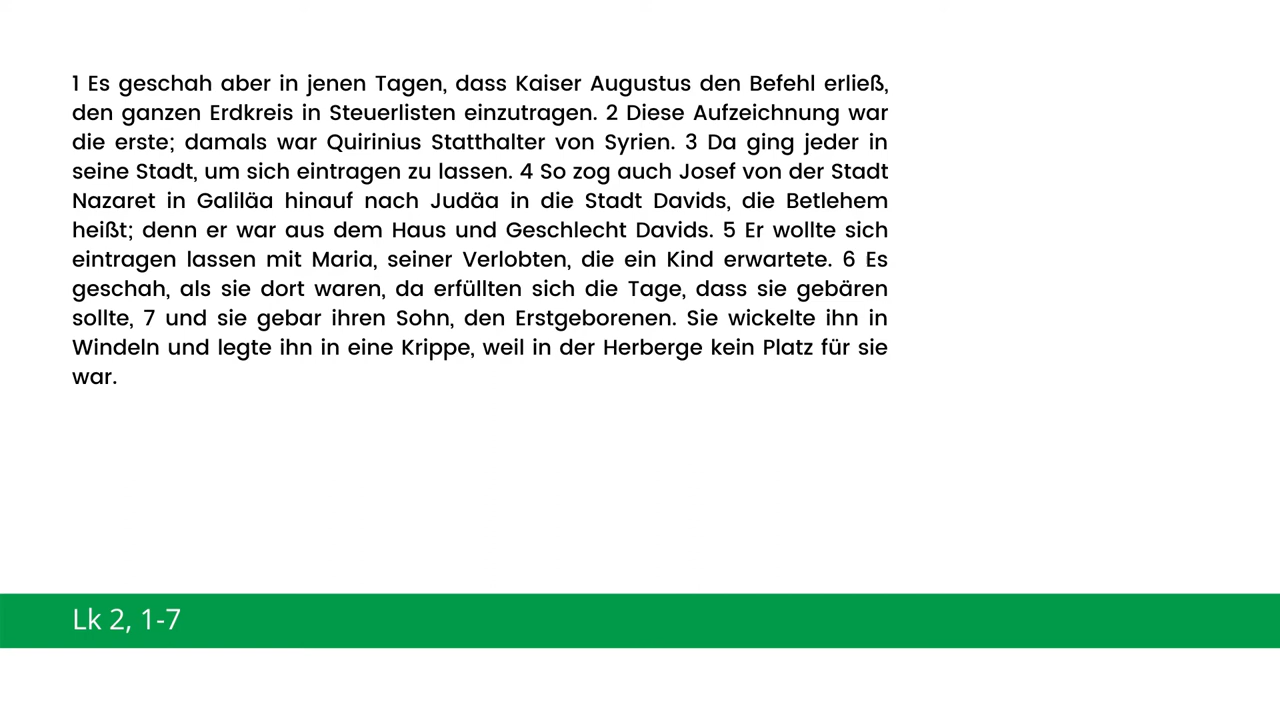 1 Es geschah aber in jenen Tagen, dass Kaiser Augustus den Befehl erließ,
den ganzen Erdkreis in Steuerlisten einzutragen. 2 Diese Aufzeichnung war
die erste; damals war Quirinius Statthalter von Syrien. 3 Da ging jeder in
seine Stadt, um sich eintragen zu lassen. 4 So zog auch Josef von der Stadt
Nazaret in Galiläa hinauf nach Judäa in die Stadt Davids, die Betlehem
heißt; denn er war aus dem Haus und Geschlecht Davids. 5 Er wollte sich
eintragen lassen mit Maria, seiner Verlobten, die ein Kind erwartete. 6 Es
geschah, als sie dort waren, da erfüllten sich die Tage, dass sie gebären
sollte, 7 und sie gebar ihren Sohn, den Erstgeborenen. Sie wickelte ihn in
Windeln und legte ihn in eine Krippe, weil in der Herberge kein Platz für sie
war.
Lk 2, 1-7